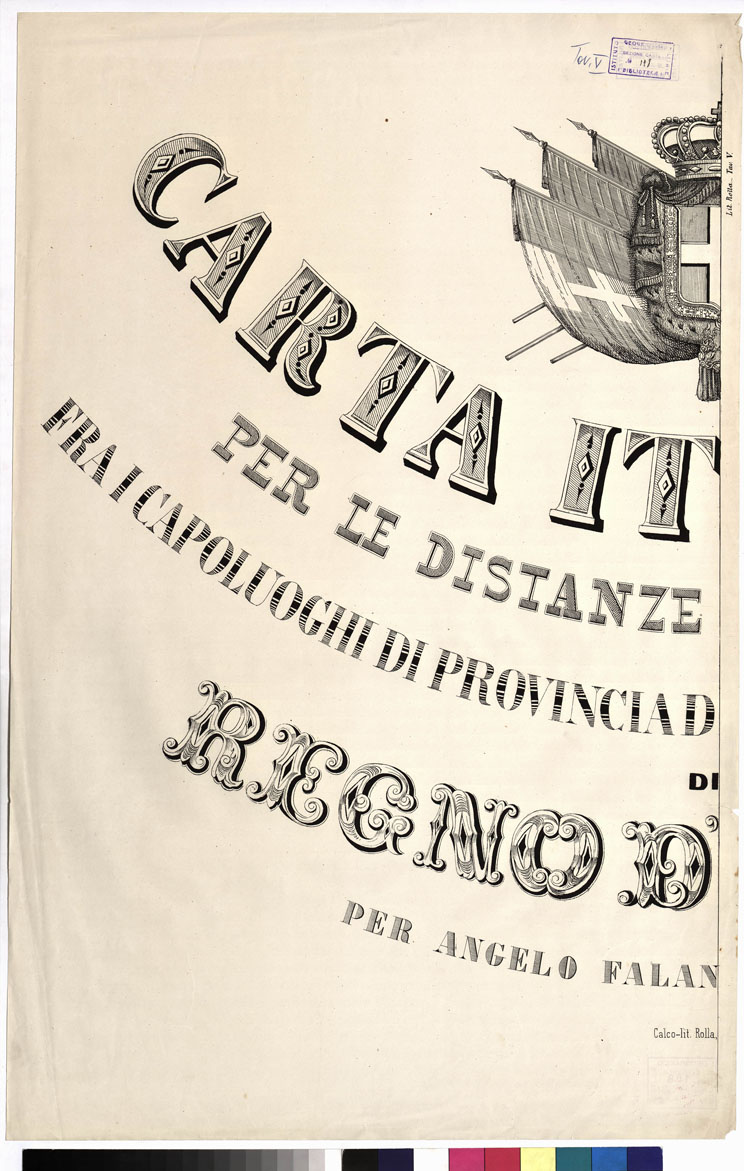 Tav. V
BIBLIOTECA
Lit. Rolla Tav V.
CARTA IT
PER LE DISTANZE
FRA I CAPOLUOGHI DI PROVINCIA D
DI
REGNO D'
PER ANGELO FALAN
Calco-lit. Rolla,